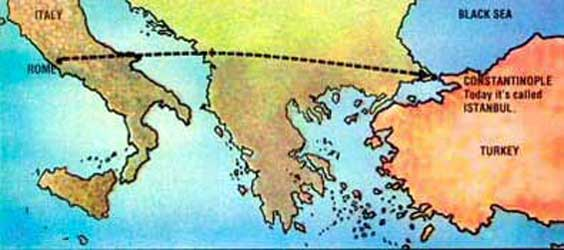 ITALY
BLACK SEA
ROME
CONSTANTINOPLE
Today it's called
ISTANBUL.
TURKEY